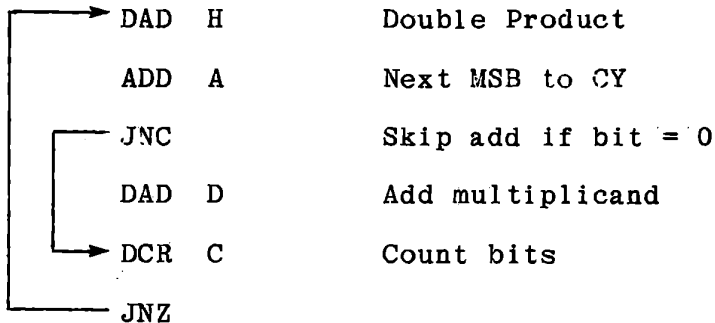 DAD H Double Product
ADD A Next MSB to CY
JNC Skip add if bit = 0
DAD D Add multiplicand
DCR C Count bits
JNZ